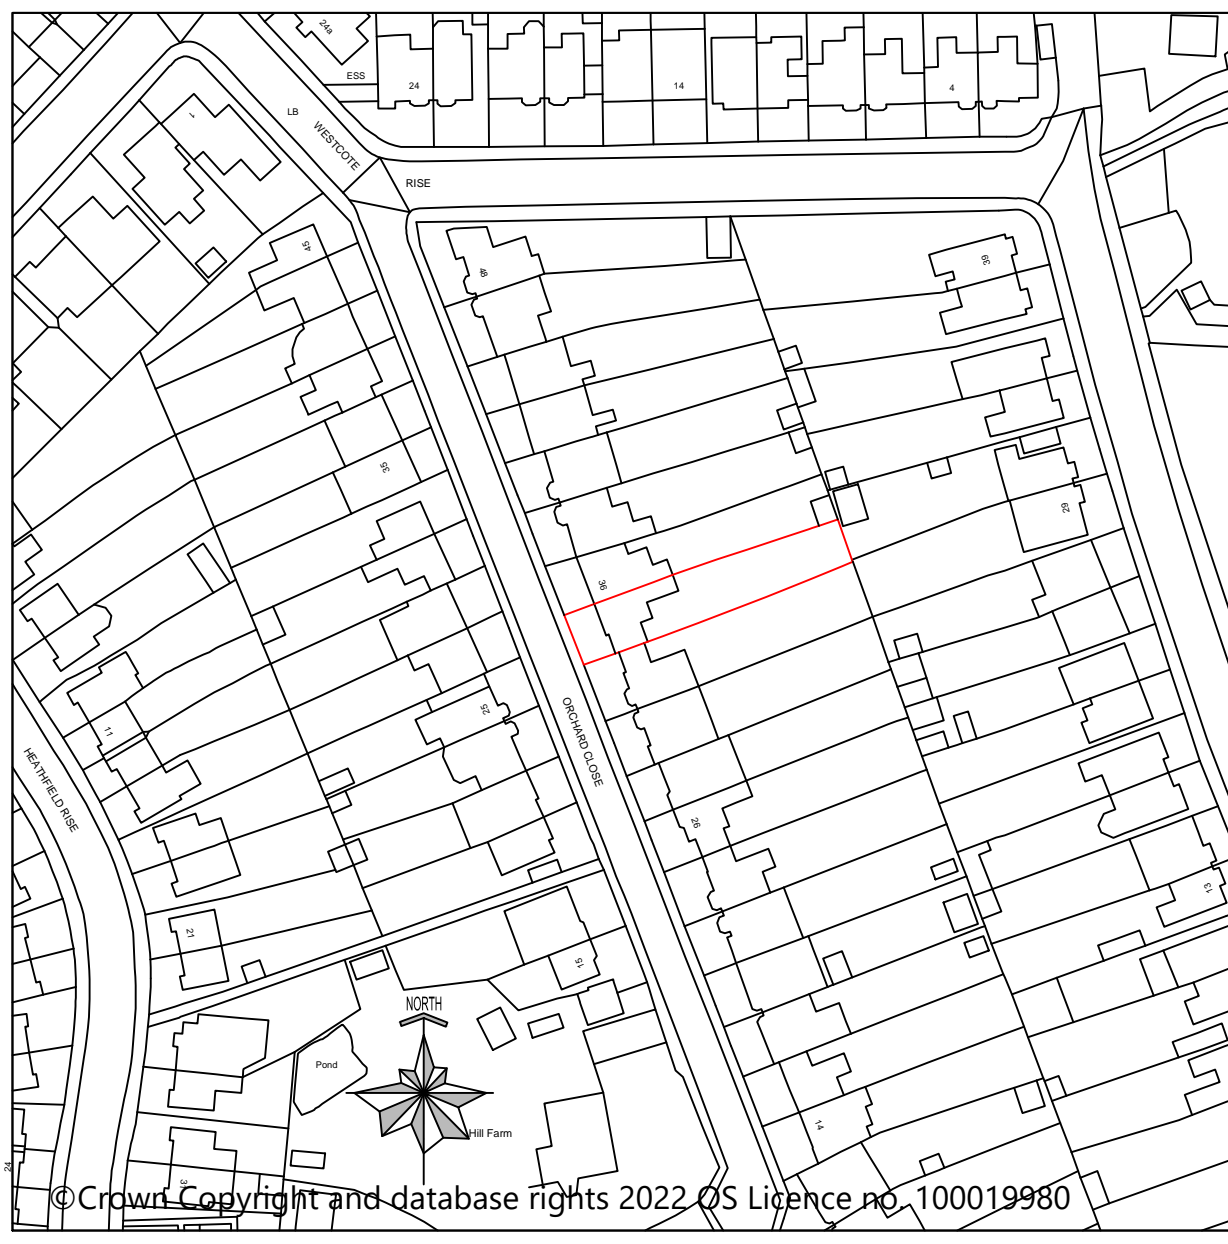 24a
ESS
24
14
4
LB
1
WESTCOTE
RISE
45
48
39
35
29
36
25
11
ORCHARD CLOSE
HEATHFIELD RISE
26
13
21
15
NORTH
Pond
Hill Farm
14
24
©Crown Copyright and database rights 2022 OS Licence no. 100019980